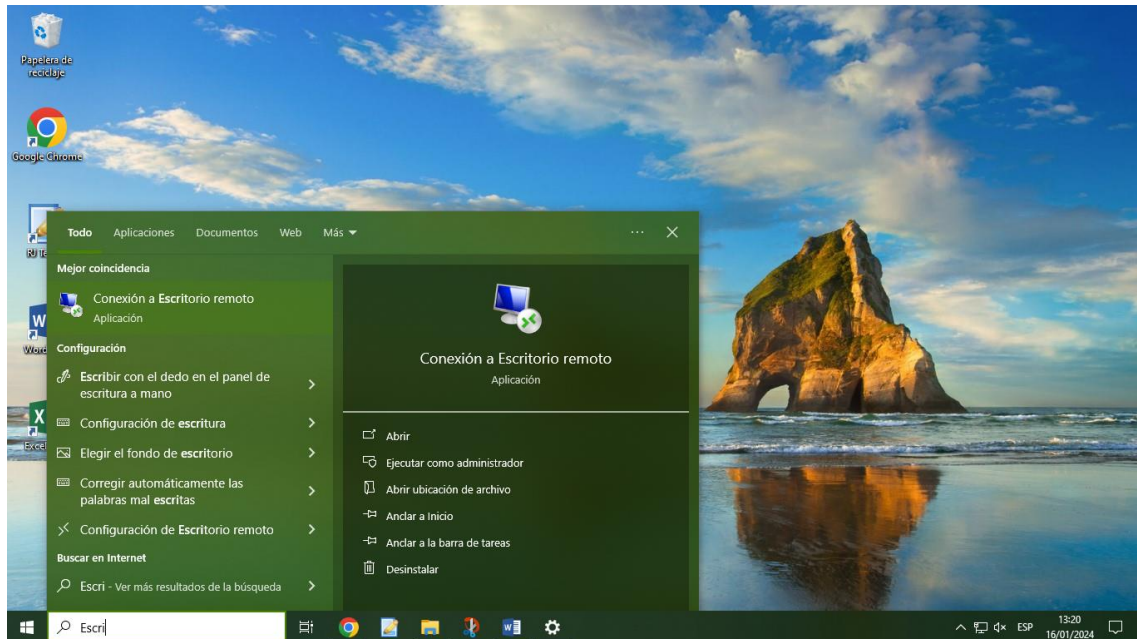 Papelera de
reciclaje
Google Chrome
Todo Aplicaciones Documentos Web Más
Mejor coincidencia
Conexión a Escritorio remoto
Aplicación
Configuración
Escribir con el dedo en el panel de
escritura a mano
Configuración de escritura
Elegir el fondo de escritorio
Corregir automáticamente las
palabras mal escritas
Configuración de Escritorio remoto
Buscar en Internet
Escri - Ver más resultados de la búsqueda
Conexión a Escritorio remoto
Aplicación
Abrir
Ejecutar como administrador
Abrir ubicación de archivo
Anclar a Inicio
Anclar a la barra de tareas
Desinstalar
Escri
ESP
13:20
16/01/2024